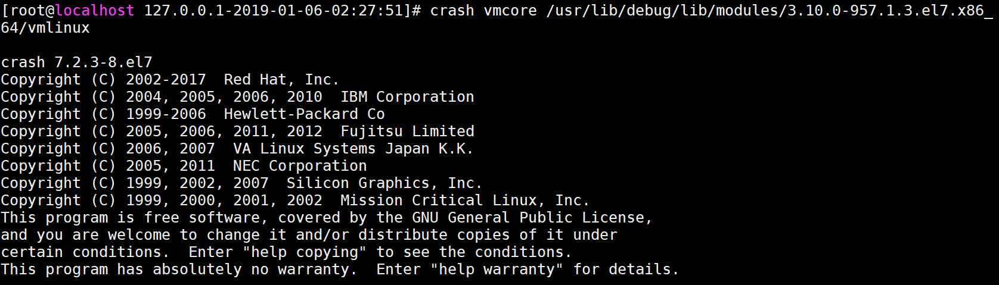 [root@localhost 127.0.0.1-2019-01-06-02:27:51]# crash vmcore /usr/lib/debug/lib/modules/3.10.0-957.1.3.el7.x86_
64/vmlinux
crash 7.2.3-8.el7
Copyright (C) 2002-2017  Red Hat, Inc.
Copyright (C) 2004, 2005, 2006, 2010  IBM Corporation
Copyright (C) 1999-2006  Hewlett-Packard Co
Copyright (C) 2005, 2006, 2011, 2012  Fujitsu Limited
Copyright (C) 2006, 2007  VA Linux Systems Japan K.K.
Copyright (C) 2005, 2011  NEC Corporation
Copyright (C) 1999, 2002, 2007  Silicon Graphics, Inc.
Copyright (C) 1999, 2000, 2001, 2002  Mission Critical Linux, Inc.
This program is free software, covered by the GNU General Public License,
and you are welcome to change it and/or distribute copies of it under
certain conditions.  Enter "help copying" to see the conditions.
This program has absolutely no warranty.  Enter "help warranty" for details.